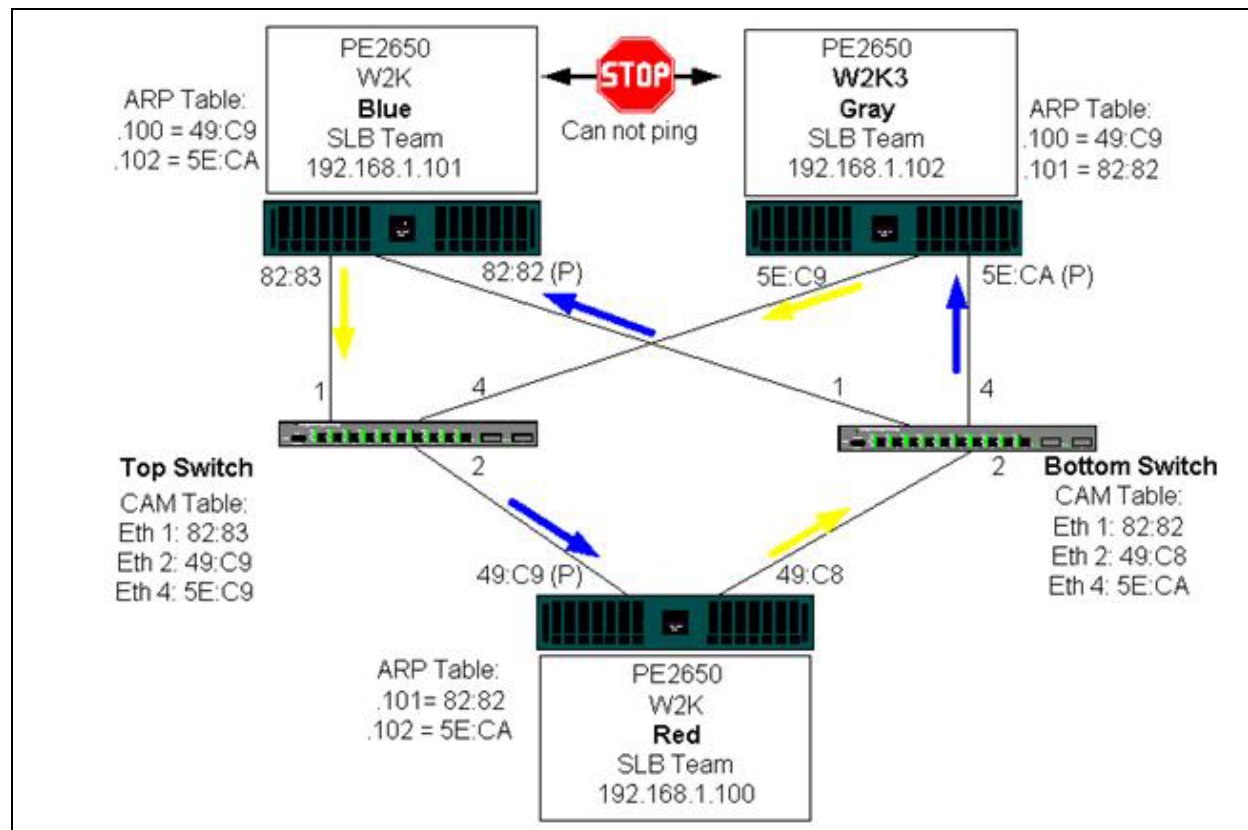 PE2650
W2K
Blue
SLB Team
192.168.1.101
ARP Table:
.100 = 49:C9
.102 = 5E:CA
STOP
Can not ping
PE2650
W2K3
Gray
SLB Team
192.168.1.102
ARP Table:
.100 = 49:C9
.101 = 82:82
82:83
82:82 (P)
5E:C9
5E:CA (P)
1
4
1
4
2
2
Top Switch
CAM Table:
Eth 1: 82:83
Eth 2: 49:C9
Eth 4: 5E:C9
Bottom Switch
CAM Table:
Eth 1: 82:82
Eth 2: 49:C8
Eth 4: 5E:CA
49:C9 (P)
49:C8
ARP Table:
.101= 82:82
.102 = 5E:CA
PE2650
W2K
Red
SLB Team
192.168.1.100